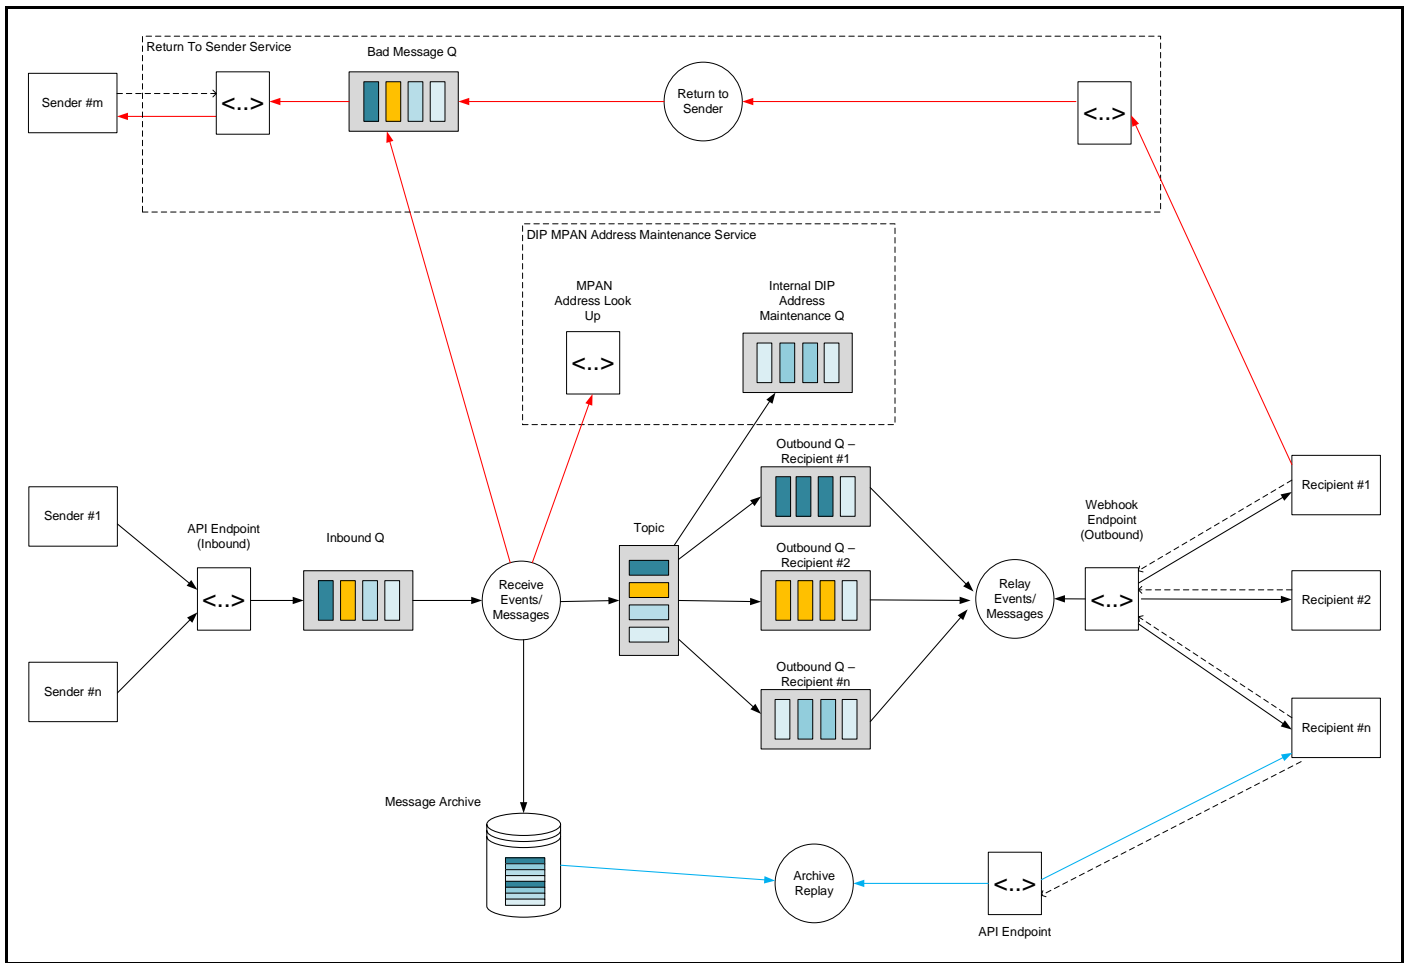 Return To Sender Service
Bad Message Q
Sender #m
<..>
Return to
Sender
<..>
DIP MPAN Address Maintenance Service
MPAN
Address Look
Up
<..>
Internal DIP
Address
Maintenance Q
Outbound Q –
Recipient #1
Recipient #1
Sender #1
API Endpoint
(Inbound)
<..>
Inbound Q
Receive
Events/
Messages
Topic
Outbound Q –
Recipient #2
Relay
Events/
Messages
Webhook
Endpoint
(Outbound)
<..>
Recipient #2
Sender #n
Outbound Q –
Recipient #n
Recipient #n
Message Archive
Archive
Replay
<..>
API Endpoint